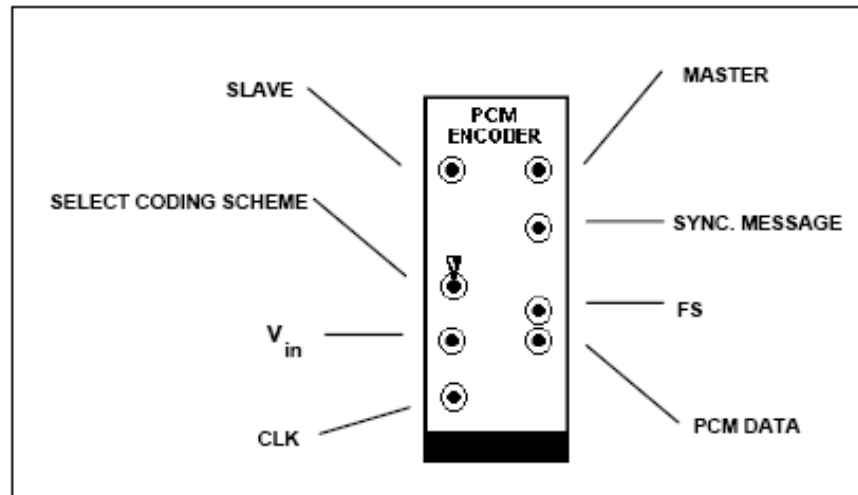 SLAVE
MASTER
PCM
ENCODER
SELECT CODING SCHEME
SYNC. MESSAGE
FS
V in
PCM DATA
CLK